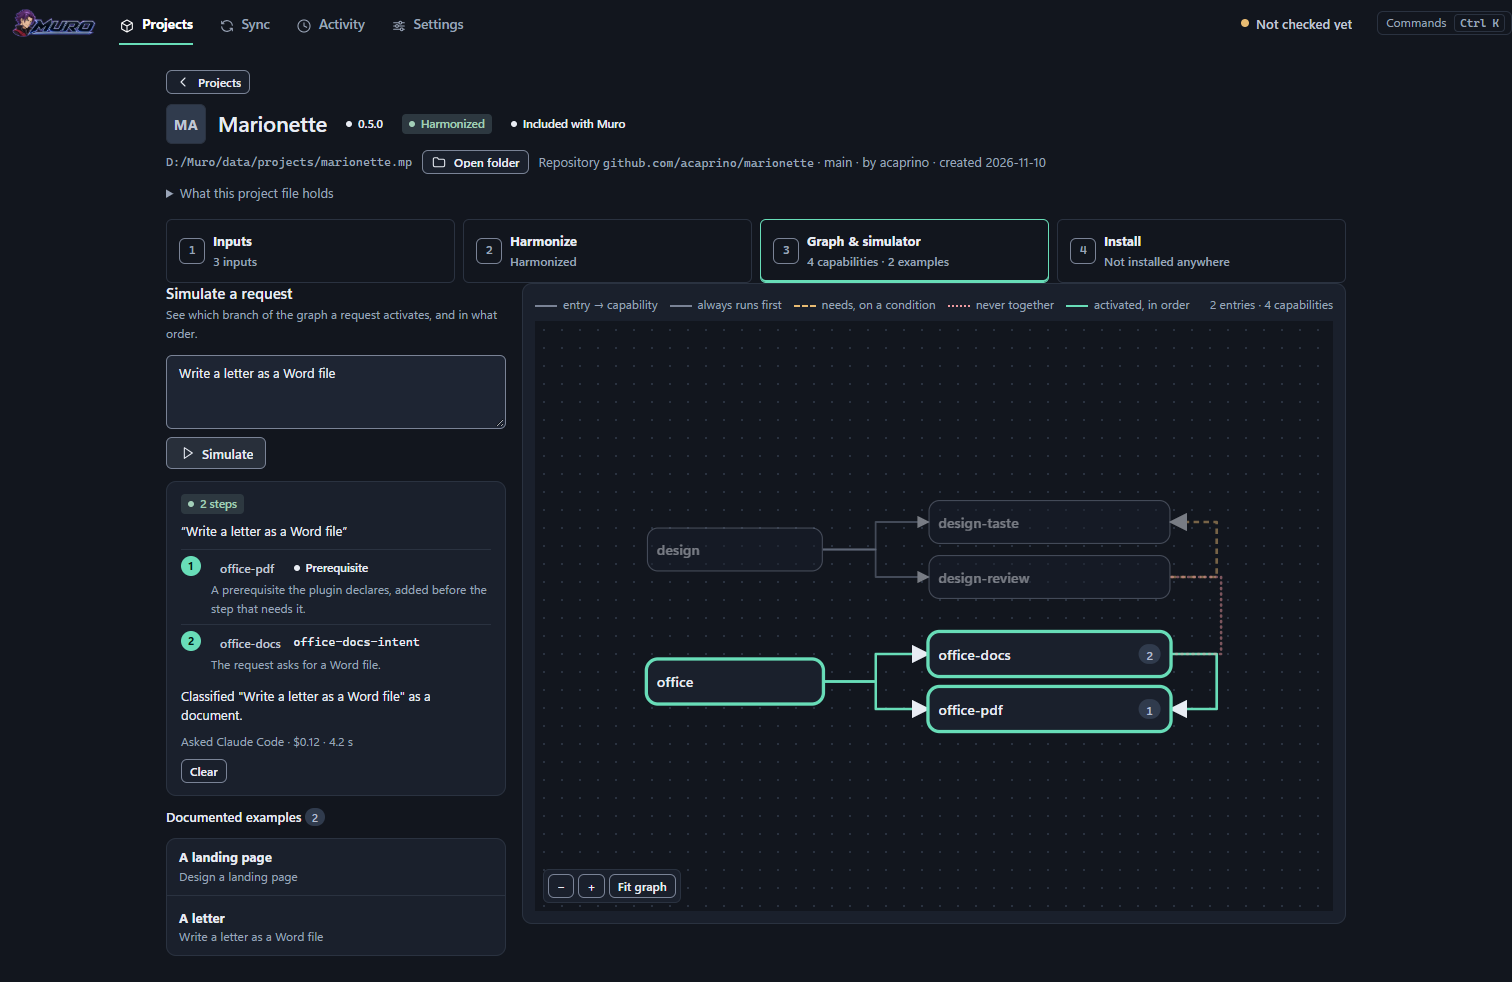 MURO
Projects
Sync
Activity
Settings
Not checked yet
Commands Ctrl K
Projects
MA
Marionette
0.5.0
Harmonized
Included with Muro
D:/Muro/data/projects/marionette.mp
Open folder
Repository github.com/acaprino/marionette · main · by acaprino · created 2026-11-10
What this project file holds
1
Inputs
3 inputs
2
Harmonize
Harmonized
3
Graph & simulator
4 capabilities · 2 examples
4
Install
Not installed anywhere
Simulate a request
See which branch of the graph a request activates, and in what
order.
Write a letter as a Word file
Simulate
2 steps
"Write a letter as a Word file"
1
office-pdf
Prerequisite
A prerequisite the plugin declares, added before the
step that needs it.
2
office-docs
office-docs-intent
The request asks for a Word file.
Classified "Write a letter as a Word file" as a
document.
Asked Claude Code · $0.12 · 4.2 s
Clear
Documented examples 2
A landing page
Design a landing page
A letter
Write a letter as a Word file
entry → capability
always runs first
needs, on a condition
never together
activated, in order
2 entries · 4 capabilities
design
design-taste
design-review
office
office-docs 2
office-pdf 1
−
+
Fit graph